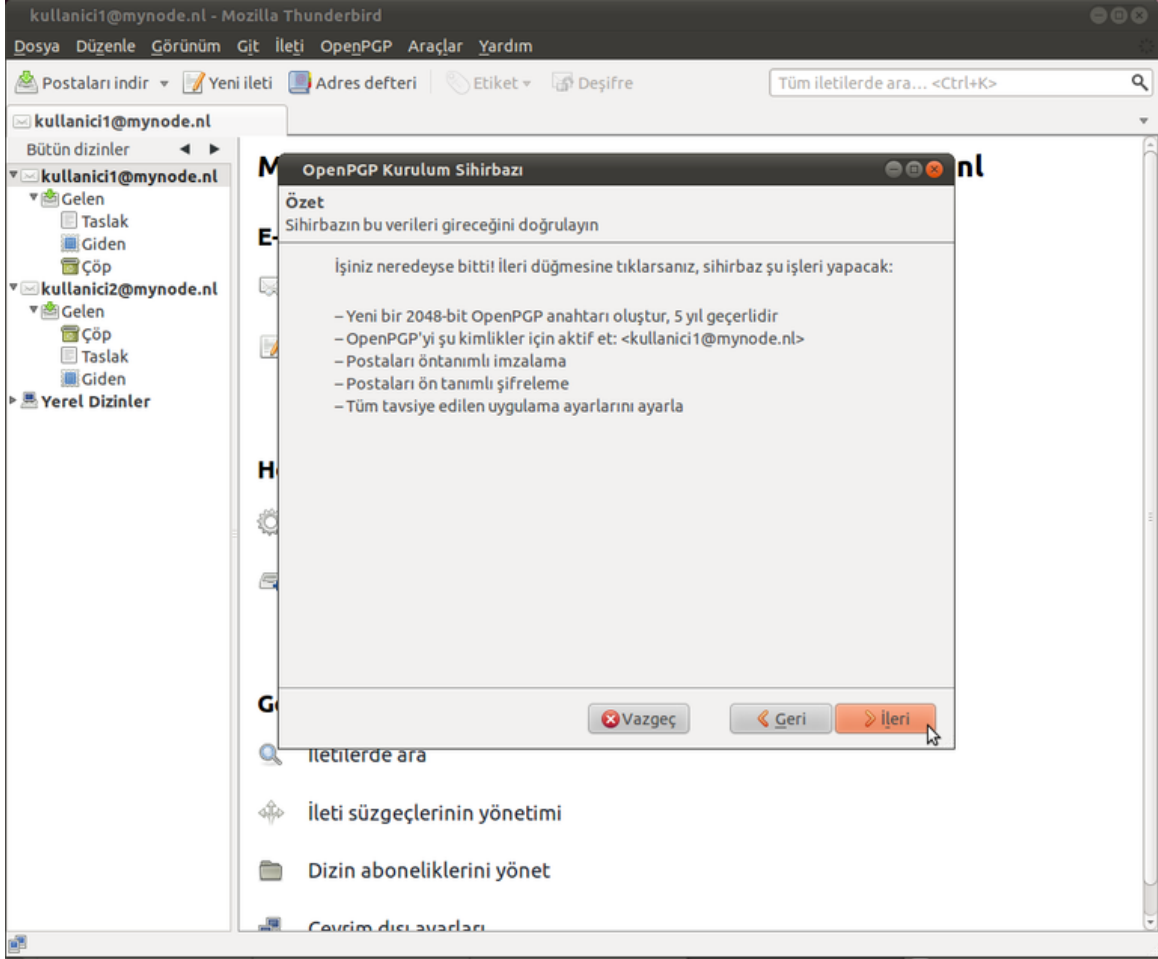 kullanici1@mynode.nl - Mozilla Thunderbird
Dosya Düzenle Görünüm Git İleti OpenPGP Araçlar Yardım
Postaları indir Yeni ileti Adres defteri Etiket Deşifre Tüm iletilerde ara... <Ctrl+K>
kullanici1@mynode.nl
Bütün dizinler
kullanici1@mynode.nl
Gelen
Taslak
Giden
Çöp
kullanici2@mynode.nl
Gelen
Çöp
Taslak
Giden
Yerel Dizinler
M
nl
E-
OpenPGP Kurulum Sihirbazı
Özet
Sihirbazın bu verileri gireceğini doğrulayın
İşiniz neredeyse bitti! İleri düğmesine tıklarsanız, sihirbaz şu işleri yapacak:
– Yeni bir 2048-bit OpenPGP anahtarı oluştur, 5 yıl geçerlidir
– OpenPGP'yi şu kimlikler için aktif et: <kullanici1@mynode.nl>
– Postaları öntanımlı imzalama
– Postaları ön tanımlı şifreleme
– Tüm tavsiye edilen uygulama ayarlarını ayarla
Vazgeç Geri İleri
İletilerde ara
İleti süzgeçlerinin yönetimi
Dizin aboneliklerini yönet
Çevrim dışı ayarları